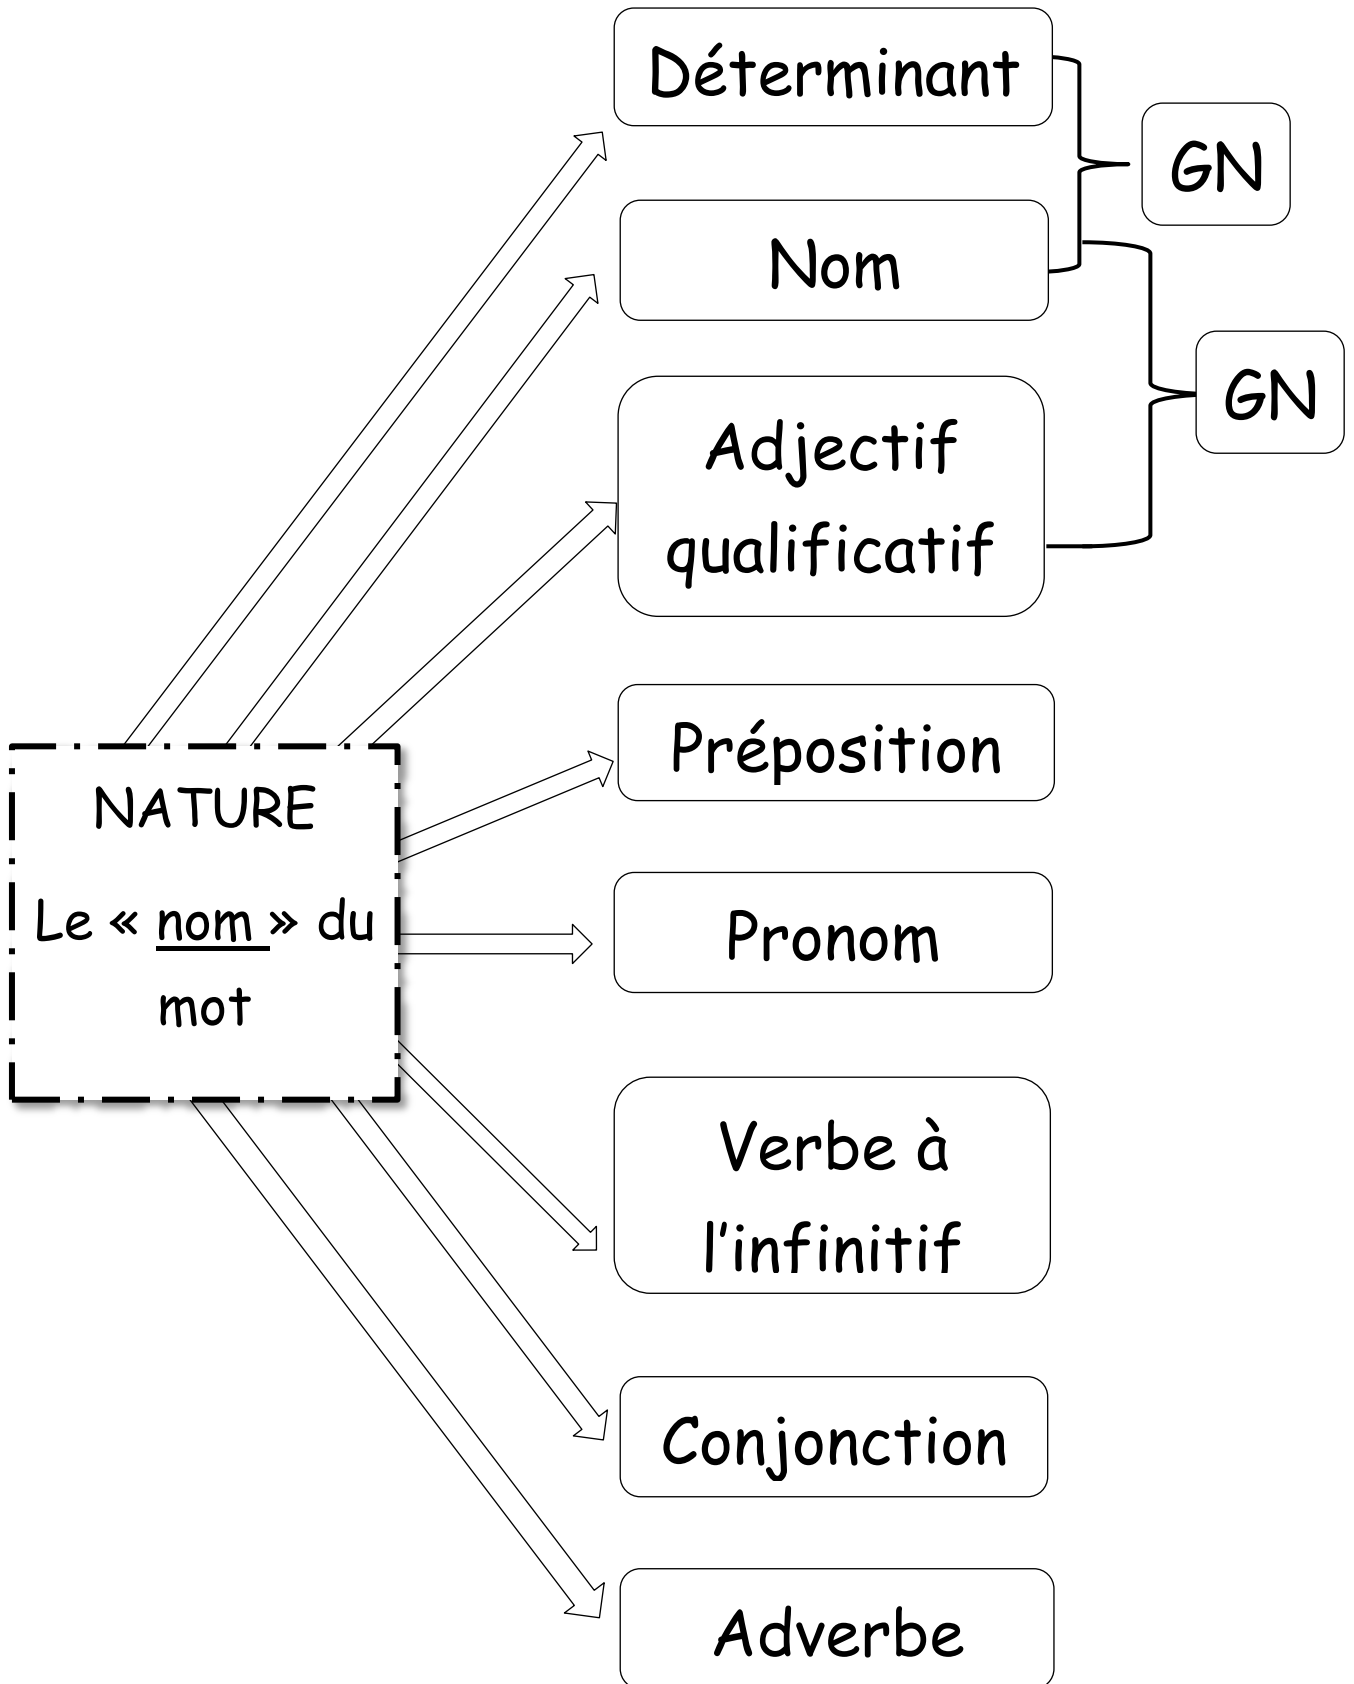 Déterminant
GN
Nom
GN
Adjectif
qualificatif
Préposition
NATURE
Le « nom » du
mot
Pronom
Verbe à
l'infinitif
Conjonction
Adverbe